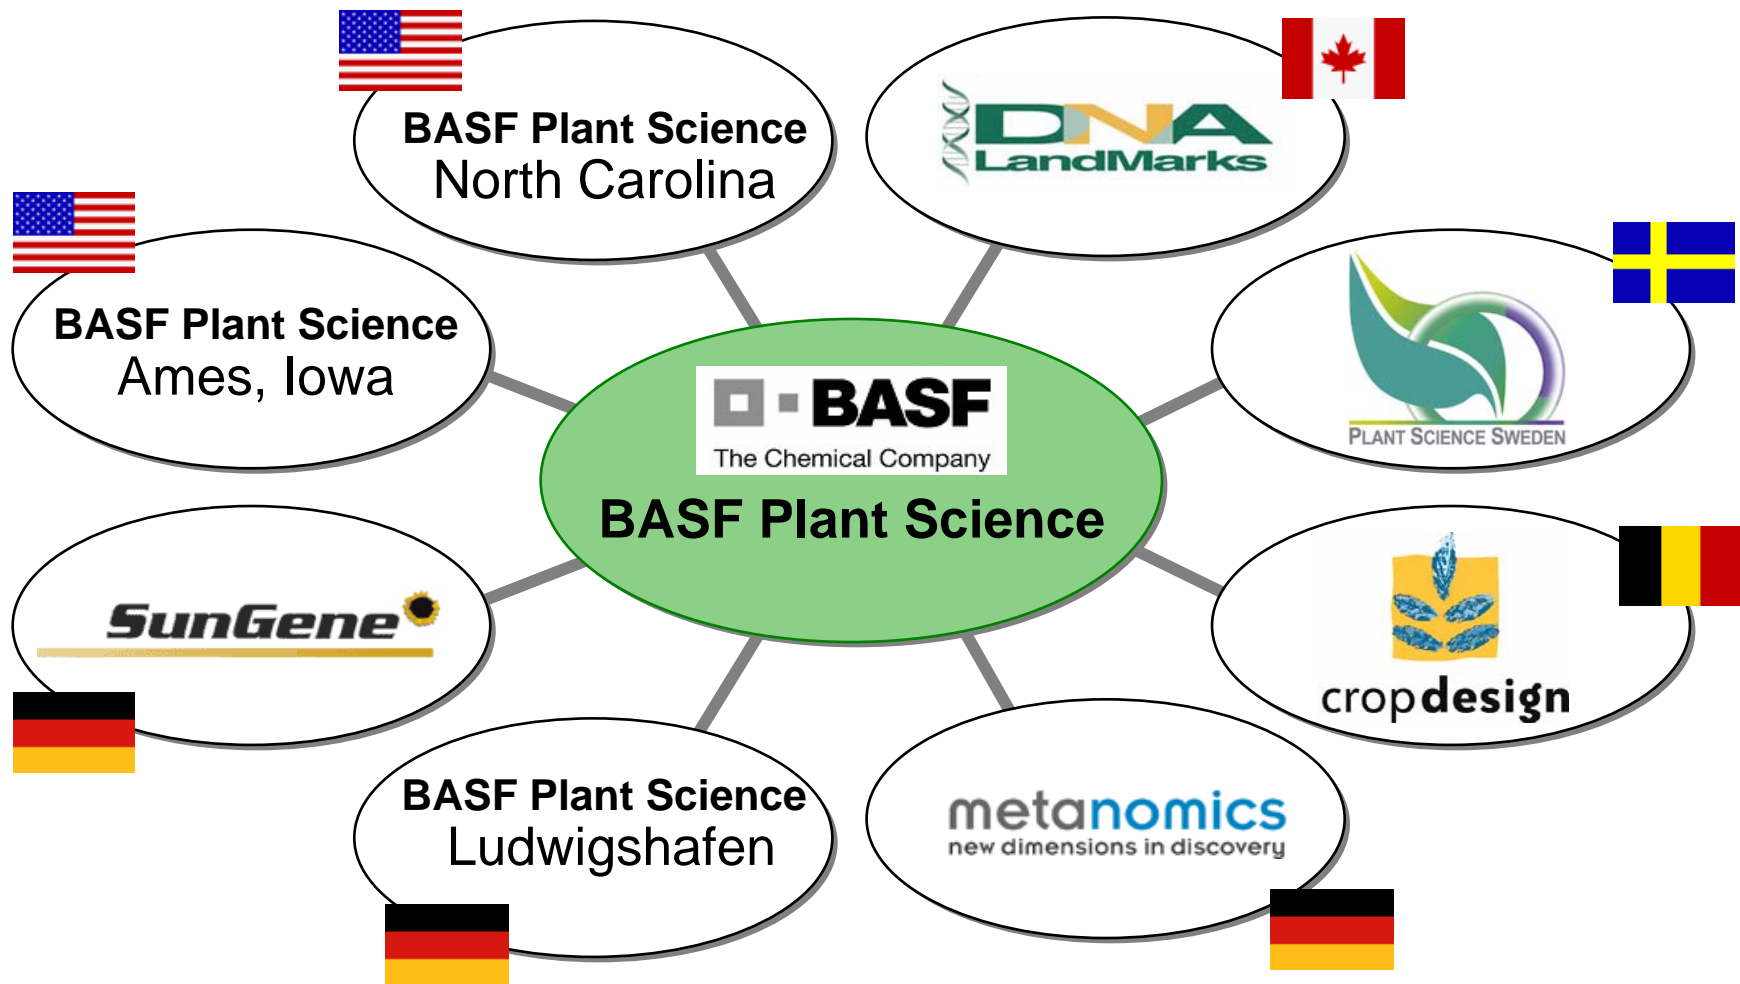 BASF Plant Science
North Carolina
DNA
LandMarks
BASF Plant Science
Ames, Iowa
PLANT SCIENCE SWEDEN
BASF
The Chemical Company
BASF Plant Science
SunGene
cropdesign
BASF Plant Science
Ludwigshafen
metanomics
new dimensions in discovery